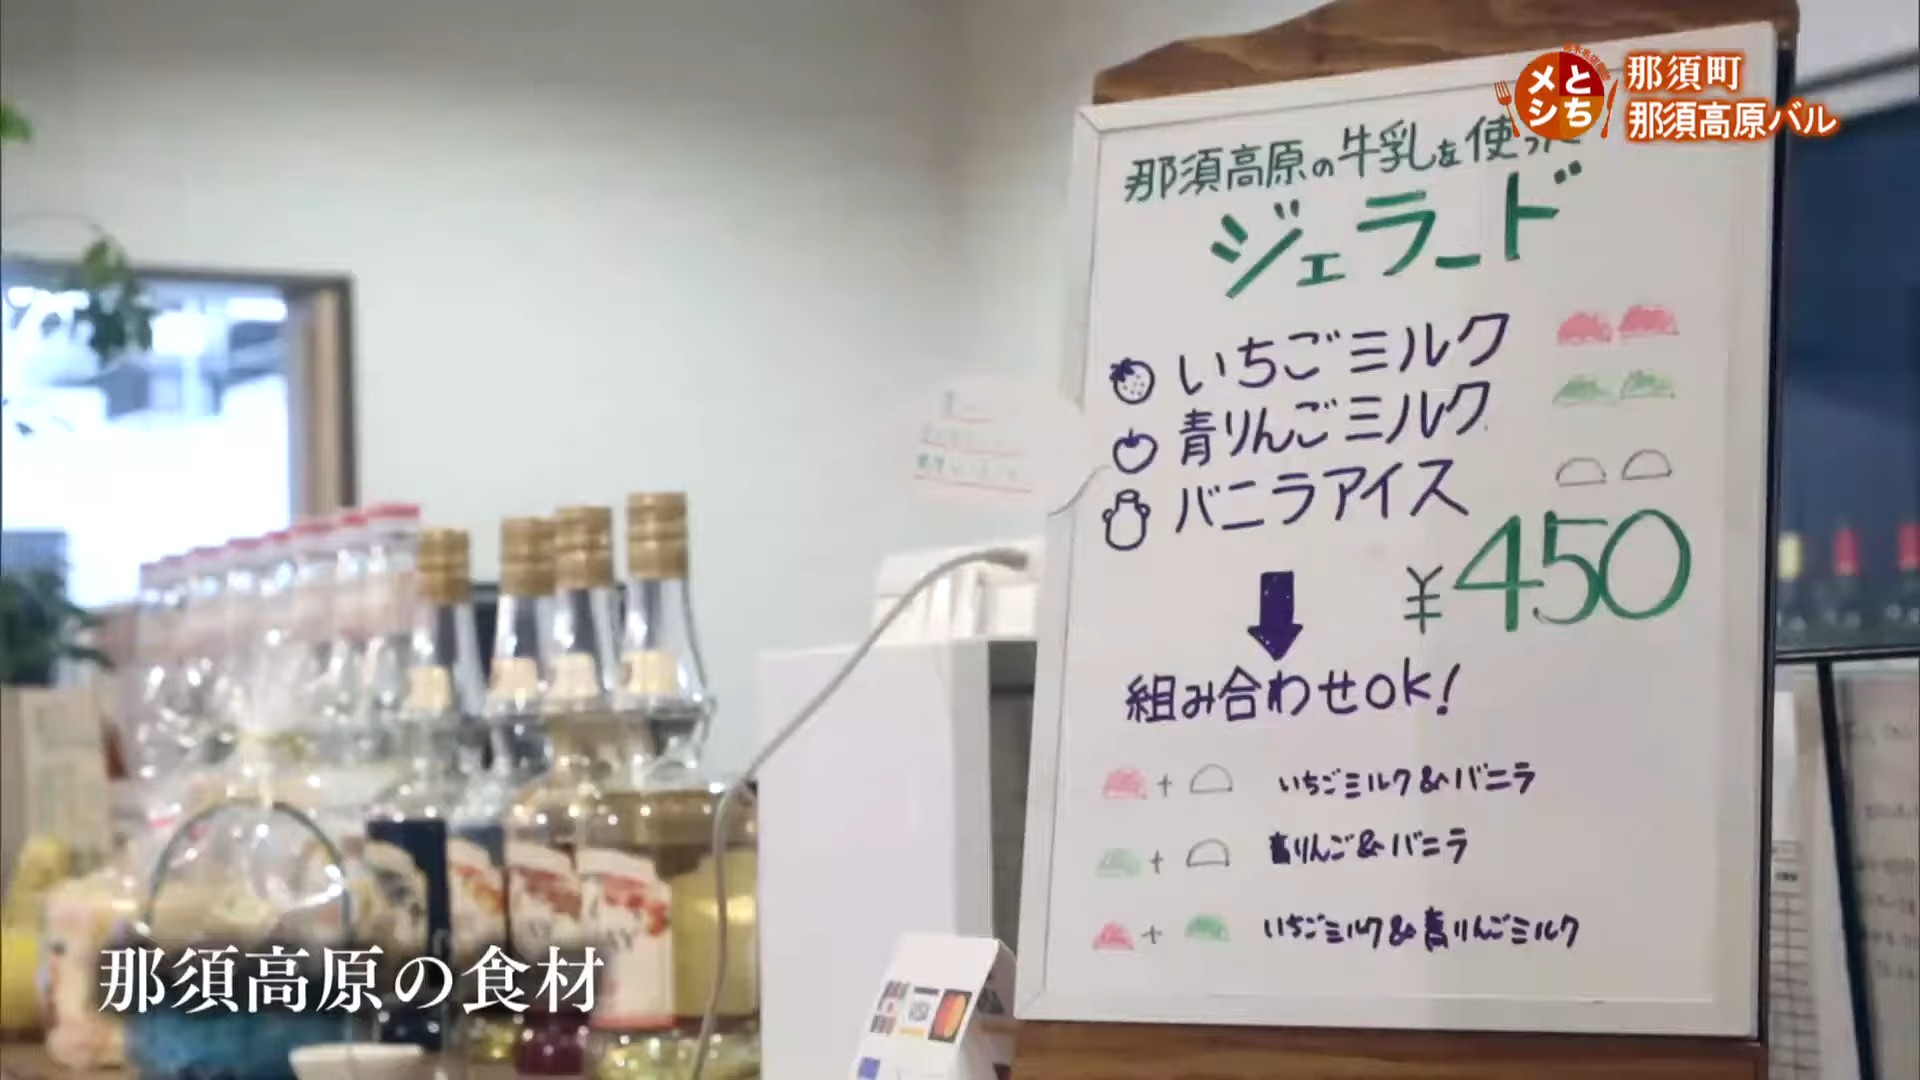 とち
メシ
那須町
那須高原バル
那須高原の牛乳を使った
ジェラード
いちごミルク
青りんごミルク
バニラアイス
¥450
組み合わせOK!
+ いちごミルク&バニラ
+ 青りんご&バニラ
+ いちごミルク&青りんごミルク
VISA
那須高原の食材